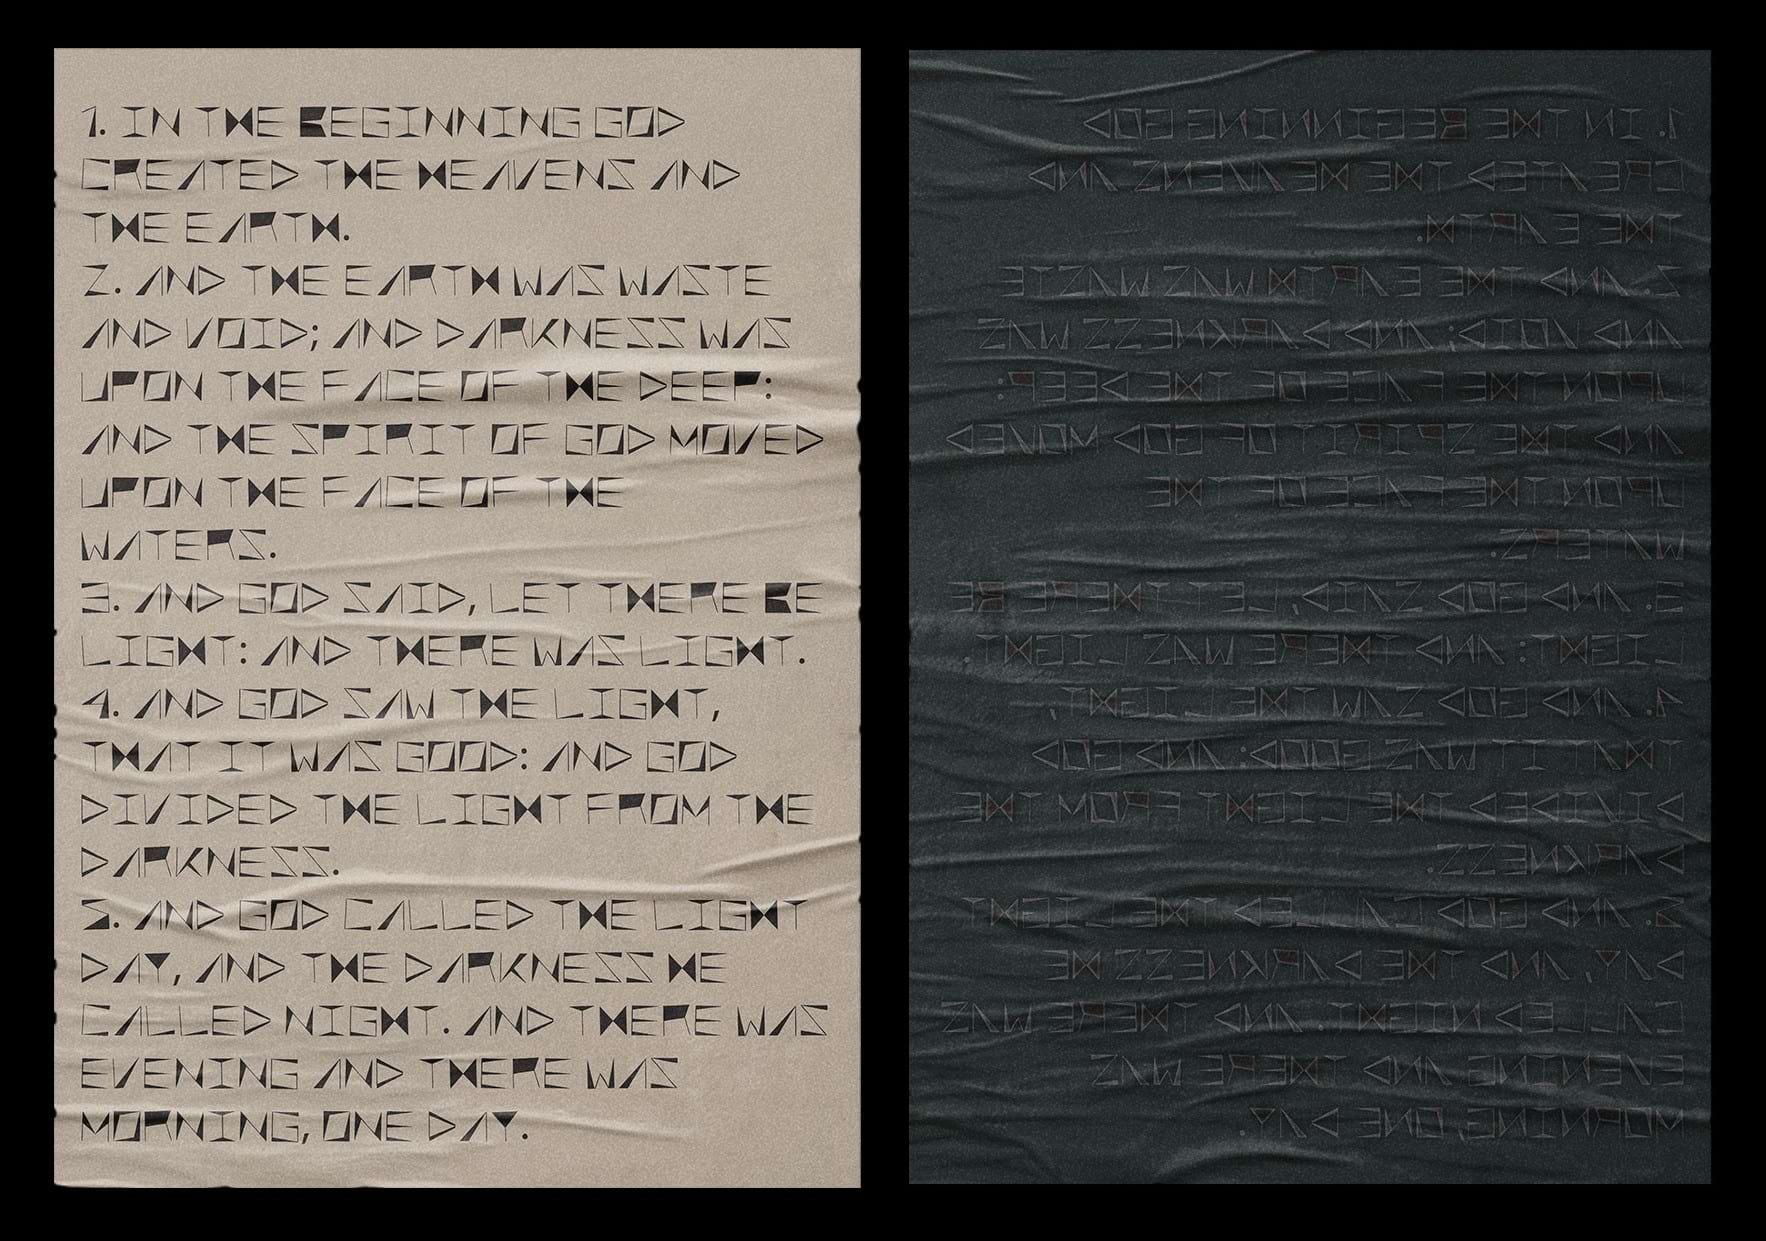 1. IN THE BEGINNING GOD
CREATED THE HEAVENS AND
THE EARTH.
2. AND THE EARTH WAS WASTE
AND VOID; AND DARKNESS WAS
UPON THE FACE OF THE DEEP:
AND THE SPIRIT OF GOD MOVED
UPON THE FACE OF THE
WATERS.
3. AND GOD SAID, LET THERE BE
LIGHT: AND THERE WAS LIGHT.
4. AND GOD SAW THE LIGHT,
THAT IT WAS GOOD: AND GOD
DIVIDED THE LIGHT FROM THE
DARKNESS.
5. AND GOD CALLED THE LIGHT
DAY, AND THE DARKNESS HE
CALLED NIGHT. AND THERE WAS
EVENING AND THERE WAS
MORNING, ONE DAY.
1. IN THE BEGINNING GOD
CREATED THE HEAVENS AND
THE EARTH.
2. AND THE EARTH WAS WASTE
AND VOID; AND DARKNESS WAS
UPON THE FACE OF THE DEEP:
AND THE SPIRIT OF GOD MOVED
UPON THE FACE OF THE
WATERS.
3. AND GOD SAID, LET THERE BE
LIGHT: AND THERE WAS LIGHT.
4. AND GOD SAW THE LIGHT,
THAT IT WAS GOOD: AND GOD
DIVIDED THE LIGHT FROM THE
DARKNESS.
5. AND GOD CALLED THE LIGHT
DAY, AND THE DARKNESS HE
CALLED NIGHT. AND THERE WAS
EVENING AND THERE WAS
MORNING, ONE DAY.